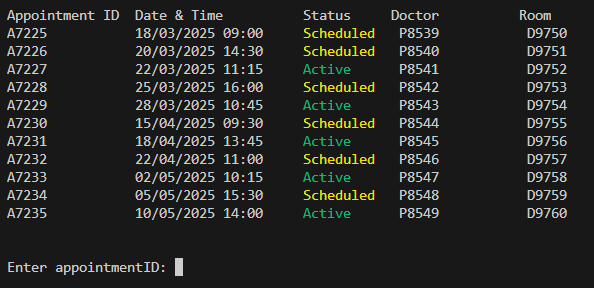 Appointment ID  Date & Time          Status     Doctor          Room
A7225           18/03/2025 09:00     Scheduled   P8539           D9750
A7226           20/03/2025 14:30     Scheduled   P8540           D9751
A7227           22/03/2025 11:15     Active      P8541           D9752
A7228           25/03/2025 16:00     Scheduled   P8542           D9753
A7229           28/03/2025 10:45     Active      P8543           D9754
A7230           15/04/2025 09:30     Scheduled   P8544           D9755
A7231           18/04/2025 13:45     Active      P8545           D9756
A7232           22/04/2025 11:00     Scheduled   P8546           D9757
A7233           02/05/2025 10:15     Active      P8547           D9758
A7234           05/05/2025 15:30     Scheduled   P8548           D9759
A7235           10/05/2025 14:00     Active      P8549           D9760
Enter appointmentID: